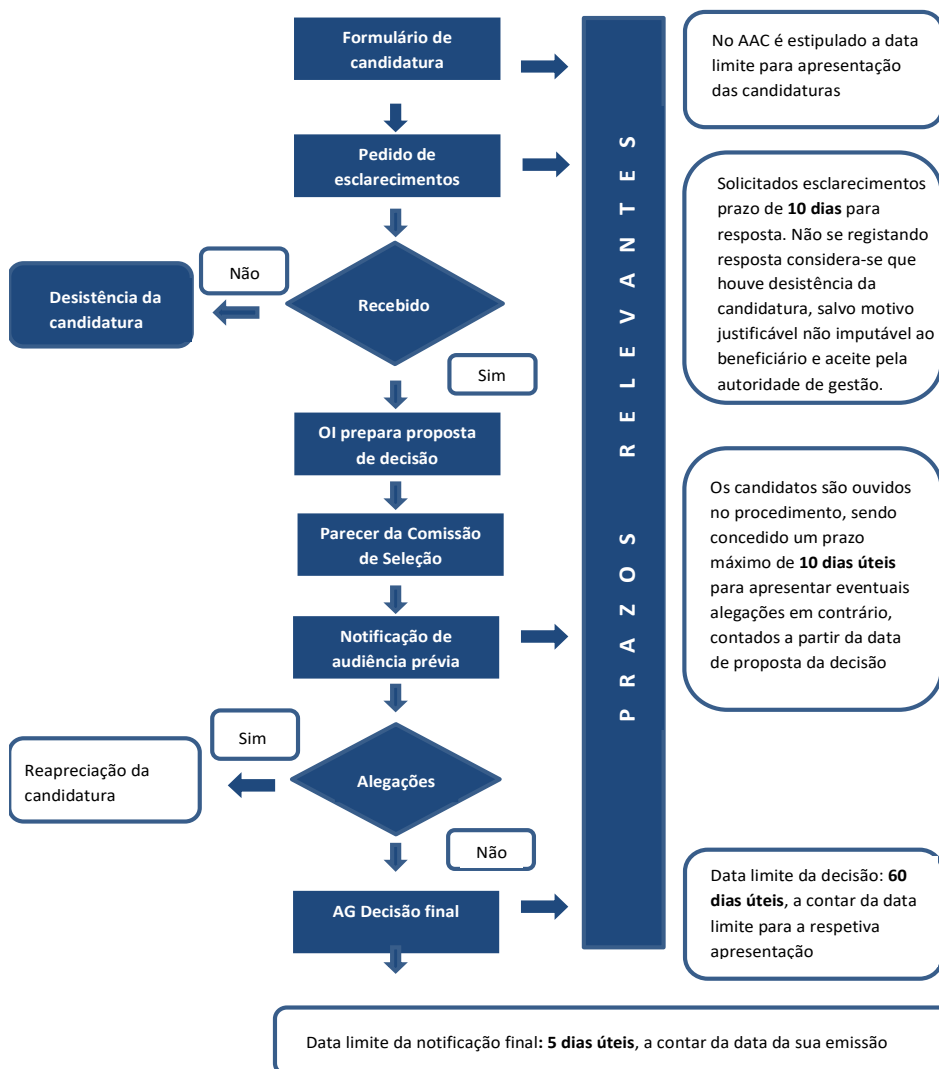 Formulário de
candidatura
No AAC é estipulado a data
limite para apresentação
das candidaturas
Pedido de
esclarecimentos
Solicitados esclarecimentos
prazo de 10 dias para
resposta. Não se registando
resposta considera-se que
houve desistência da
candidatura, salvo motivo
justificável não imputável ao
beneficiário e aceite pela
autoridade de gestão.
Não
Desistência da
candidatura
Recebido
Sim
PRAZOS RELEVANTES
OI prepara proposta
de decisão
Parecer da Comissão
de Seleção
Os candidatos são ouvidos
no procedimento, sendo
concedido um prazo
máximo de 10 dias úteis
para apresentar eventuais
alegações em contrário,
contados a partir da data
de proposta da decisão
Notificação de
audiência prévia
Sim
Reapreciação da
candidatura
Alegações
Não
AG Decisão final
Data limite da decisão: 60
dias úteis, a contar da data
limite para a respetiva
apresentação
Data limite da notificação final: 5 dias úteis, a contar da data da sua emissão